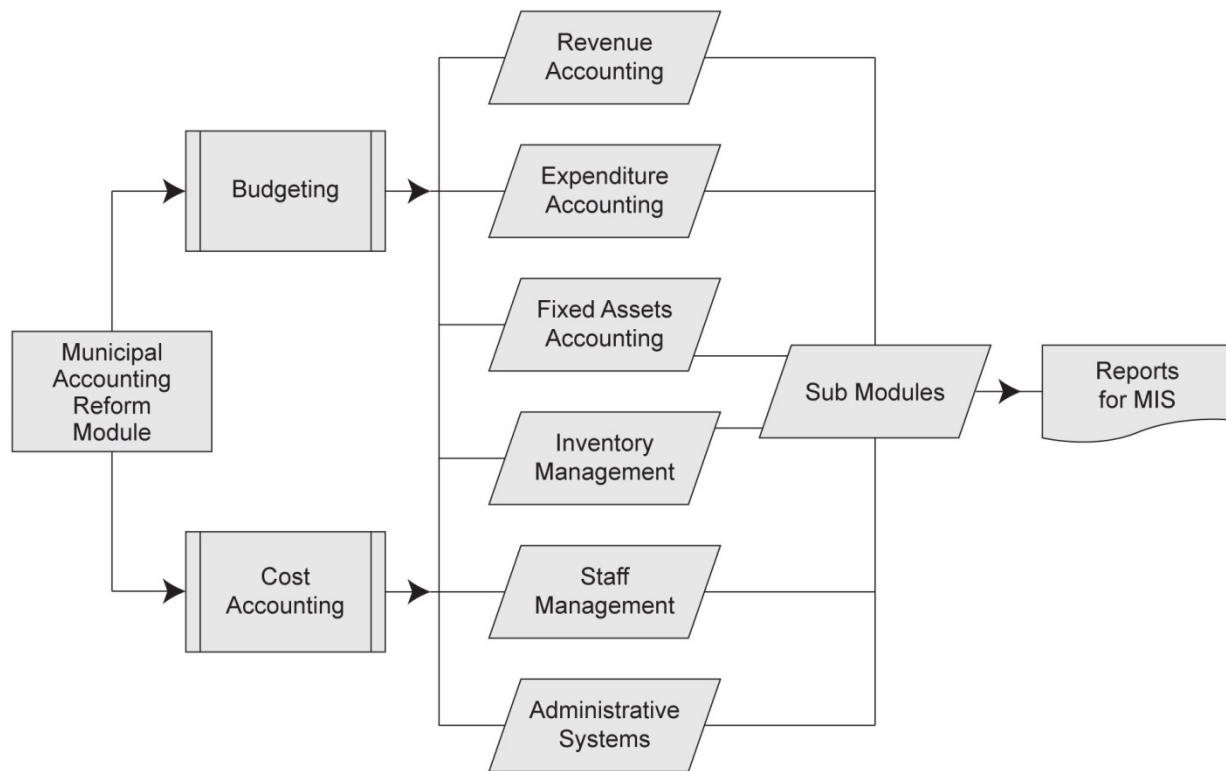 Revenue
Accounting
Budgeting
Expenditure
Accounting
Municipal
Accounting
Reform
Module
Fixed Assets
Accounting
Sub Modules
Reports
for MIS
Inventory
Management
Cost
Accounting
Staff
Management
Administrative
Systems